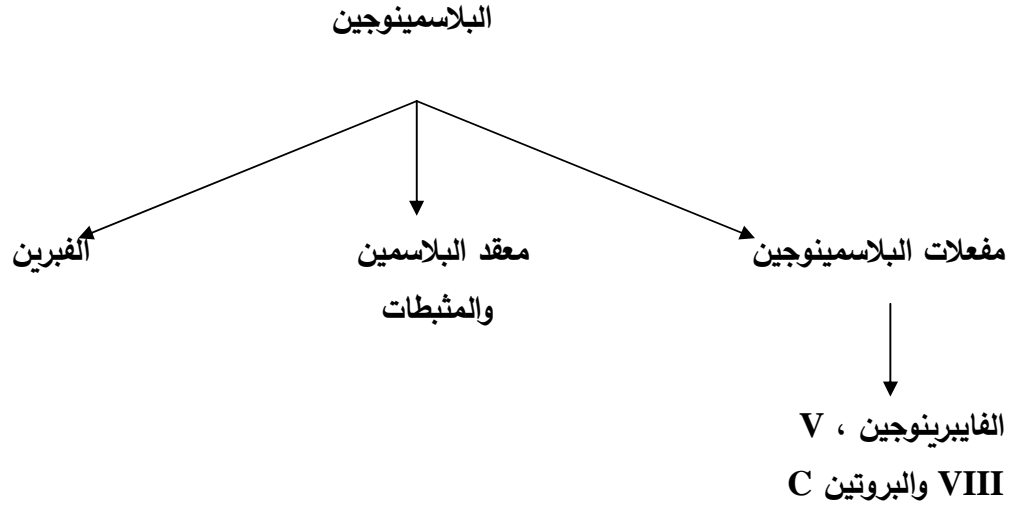 البلاسمينوجين
مفعلات البلاسمينوجين
معقد البلاسمين
والمثبطات
الفبرين
الفايبرينوجين ، V
VIII والبروتين C